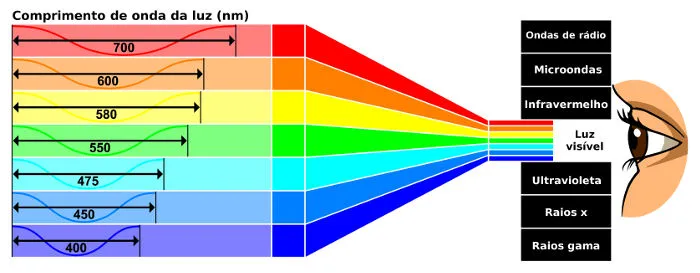 Comprimento de onda da luz (nm)
700
600
580
550
475
450
400
Ondas de rádio
Microondas
Infravermelho
Luz
visível
Ultravioleta
Raios x
Raios gama